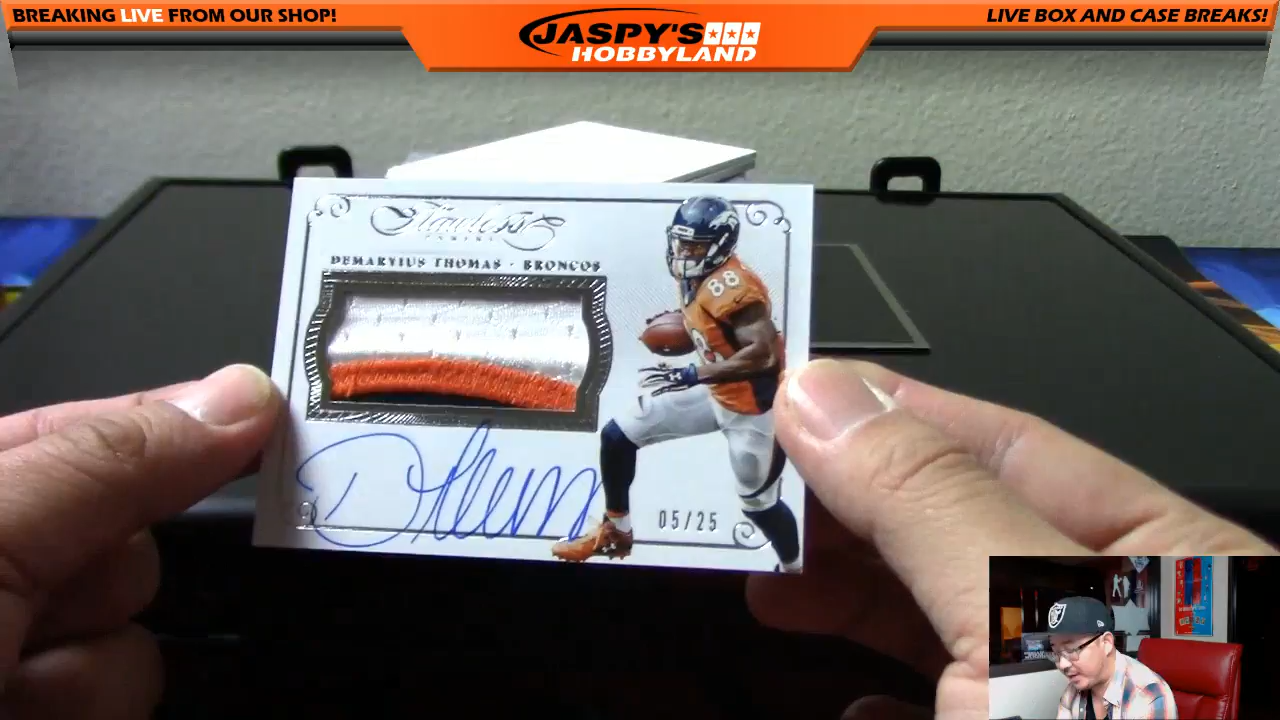 BREAKING LIVE FROM OUR SHOP!
JASPY'S
HOBBYLAND
LIVE BOX AND CASE BREAKS!
Flawless
PANINI
DEMARYIUS THOMAS · BRONCOS
88
05/25